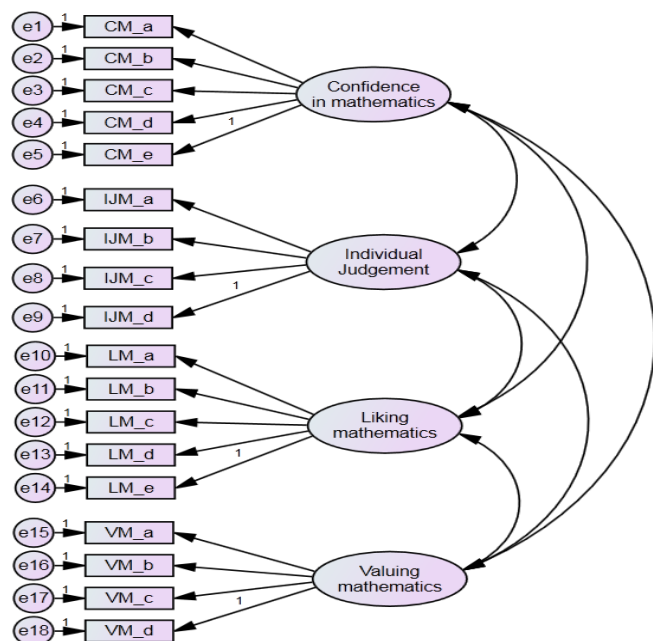 e1 1 CM_a
e2 1 CM_b
e3 1 CM_c
e4 1 CM_d
e5 1 CM_e
1
Confidence
in mathematics
e6 1 IJM_a
e7 1 IJM_b
e8 1 IJM_c
e9 1 IJM_d
1
Individual
Judgement
e10 1 LM_a
e11 1 LM_b
e12 1 LM_c
e13 1 LM_d
e14 1 LM_e
1
Liking
mathematics
e15 1 VM_a
e16 1 VM_b
e17 1 VM_c
e18 1 VM_d
1
Valuing
mathematics